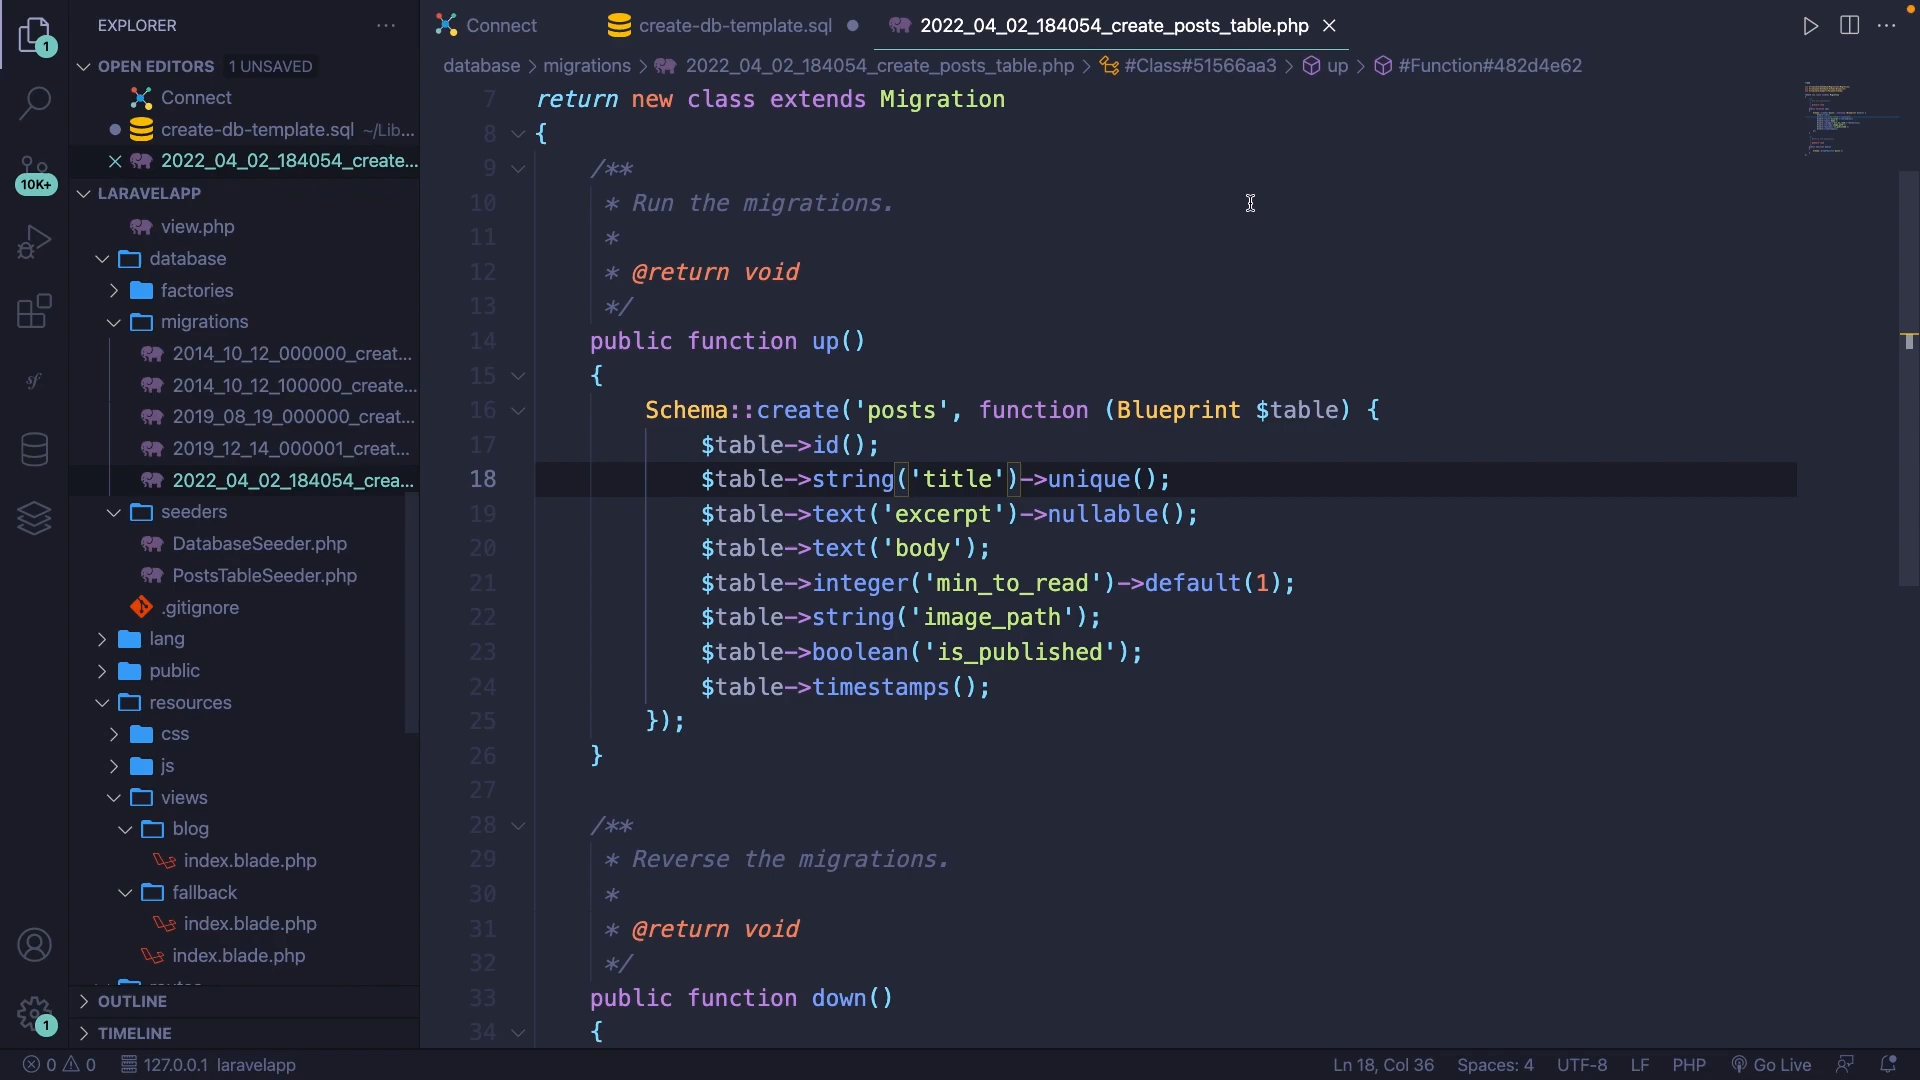 EXPLORER
Connect
create-db-template.sql
2022_04_02_184054_create_posts_table.php
1
OPEN EDITORS 1 UNSAVED
database > migrations > 2022_04_02_184054_create_posts_table.php > #Class#51566aa3 > up > #Function#482d4e62
Connect
create-db-template.sql ~/Lib...
2022_04_02_184054_create...
10K+
LARAVELAPP
view.php
database
factories
migrations
2014_10_12_000000_creat...
2014_10_12_100000_create...
2019_08_19_000000_creat...
2019_12_14_000001_creat...
2022_04_02_184054_crea...
seeders
DatabaseSeeder.php
PostsTableSeeder.php
.gitignore
lang
public
resources
css
js
views
blog
index.blade.php
fallback
index.blade.php
index.blade.php
OUTLINE
TIMELINE
1
7 return new class extends Migration
8 {
9 /**
10 * Run the migrations.
11 *
12 * @return void
13 */
14 public function up()
15 {
16 Schema::create('posts', function (Blueprint $table) {
17 $table->id();
18 $table->string('title')->unique();
19 $table->text('excerpt')->nullable();
20 $table->text('body');
21 $table->integer('min_to_read')->default(1);
22 $table->string('image_path');
23 $table->boolean('is_published');
24 $table->timestamps();
25 });
26 }
27
28 /**
29 * Reverse the migrations.
30 *
31 * @return void
32 */
33 public function down()
34 {
0 0 127.0.0.1 laravelapp Ln 18, Col 36 Spaces: 4 UTF-8 LF PHP Go Live